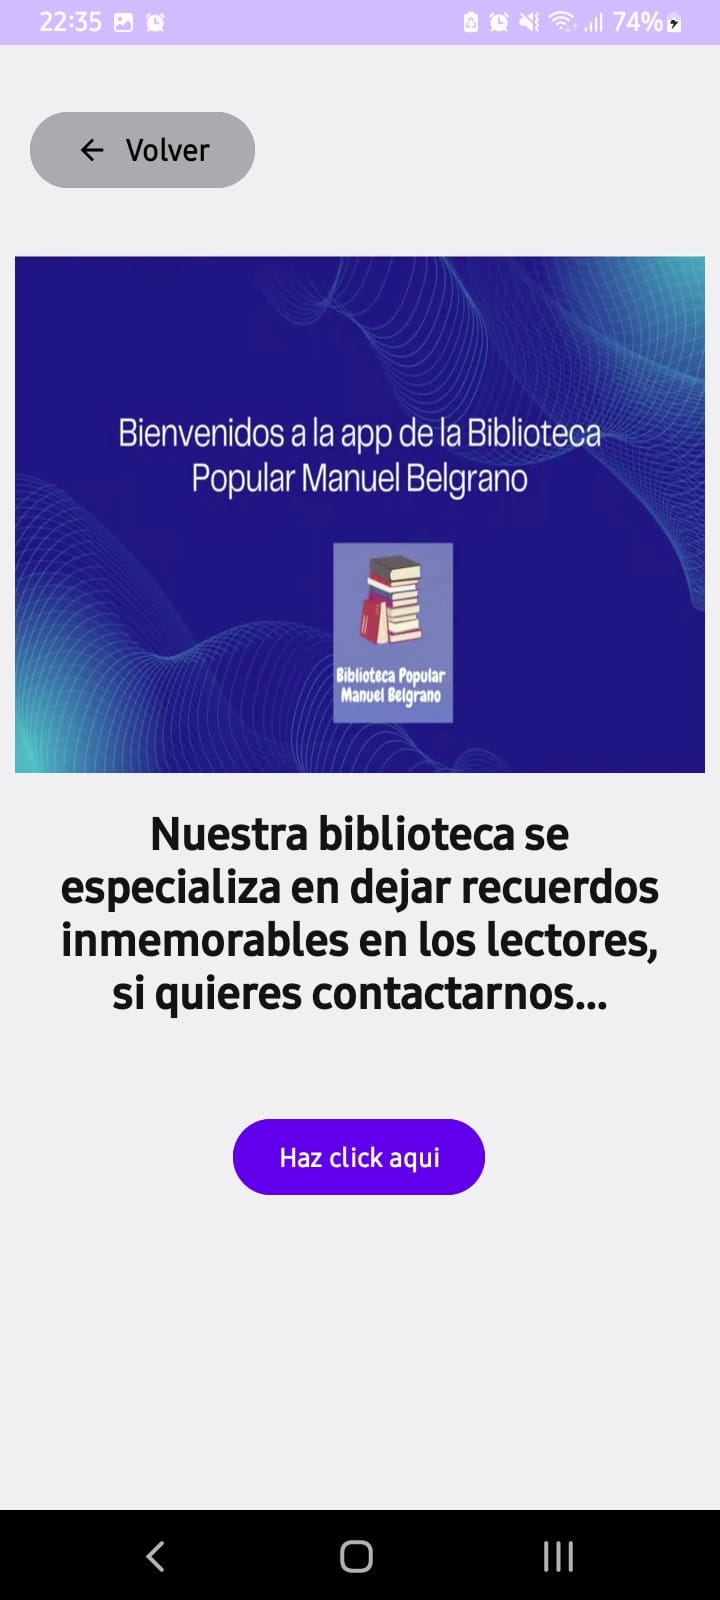 22:35
74%
Volver
Bienvenidos a la app de la Biblioteca
Popular Manuel Belgrano
Biblioteca Popular
Manuel Belgrano
Nuestra biblioteca se
especializa en dejar recuerdos
inmemorables en los lectores,
si quieres contactarnos...
Haz click aqui